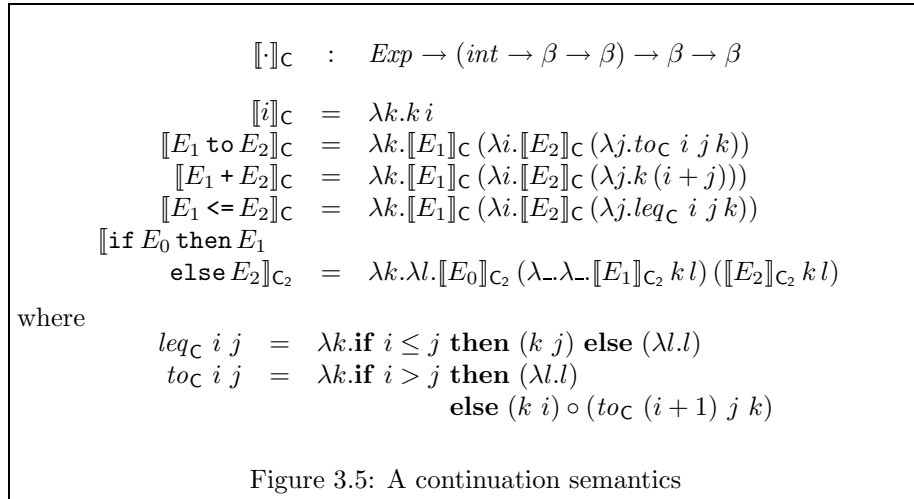 ⟦·⟧C : Exp → (int → β → β) → β → β
⟦i⟧C = λk.k i
⟦E1 to E2⟧C = λk.⟦E1⟧C (λi.⟦E2⟧C (λj.toC i j k))
⟦E1 + E2⟧C = λk.⟦E1⟧C (λi.⟦E2⟧C (λj.k (i + j)))
⟦E1 <= E2⟧C = λk.⟦E1⟧C (λi.⟦E2⟧C (λj.leqC i j k))
⟦if E0 then E1
else E2⟧C2 = λk.λl.⟦E0⟧C2 (λ_.λ_.⟦E1⟧C2 k l) (⟦E2⟧C2 k l)
where
leqC i j = λk.if i ≤ j then (k j) else (λl.l)
toC i j = λk.if i > j then (λl.l)
else (k i) ∘ (toC (i + 1) j k)
Figure 3.5: A continuation semantics